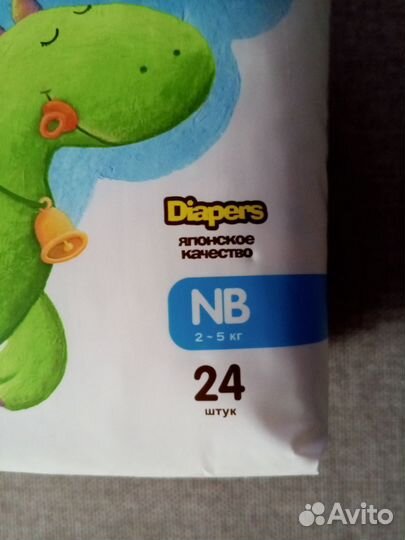 Diapers
японское
качество
NB
2 ~ 5 кг
24
штук
Avito